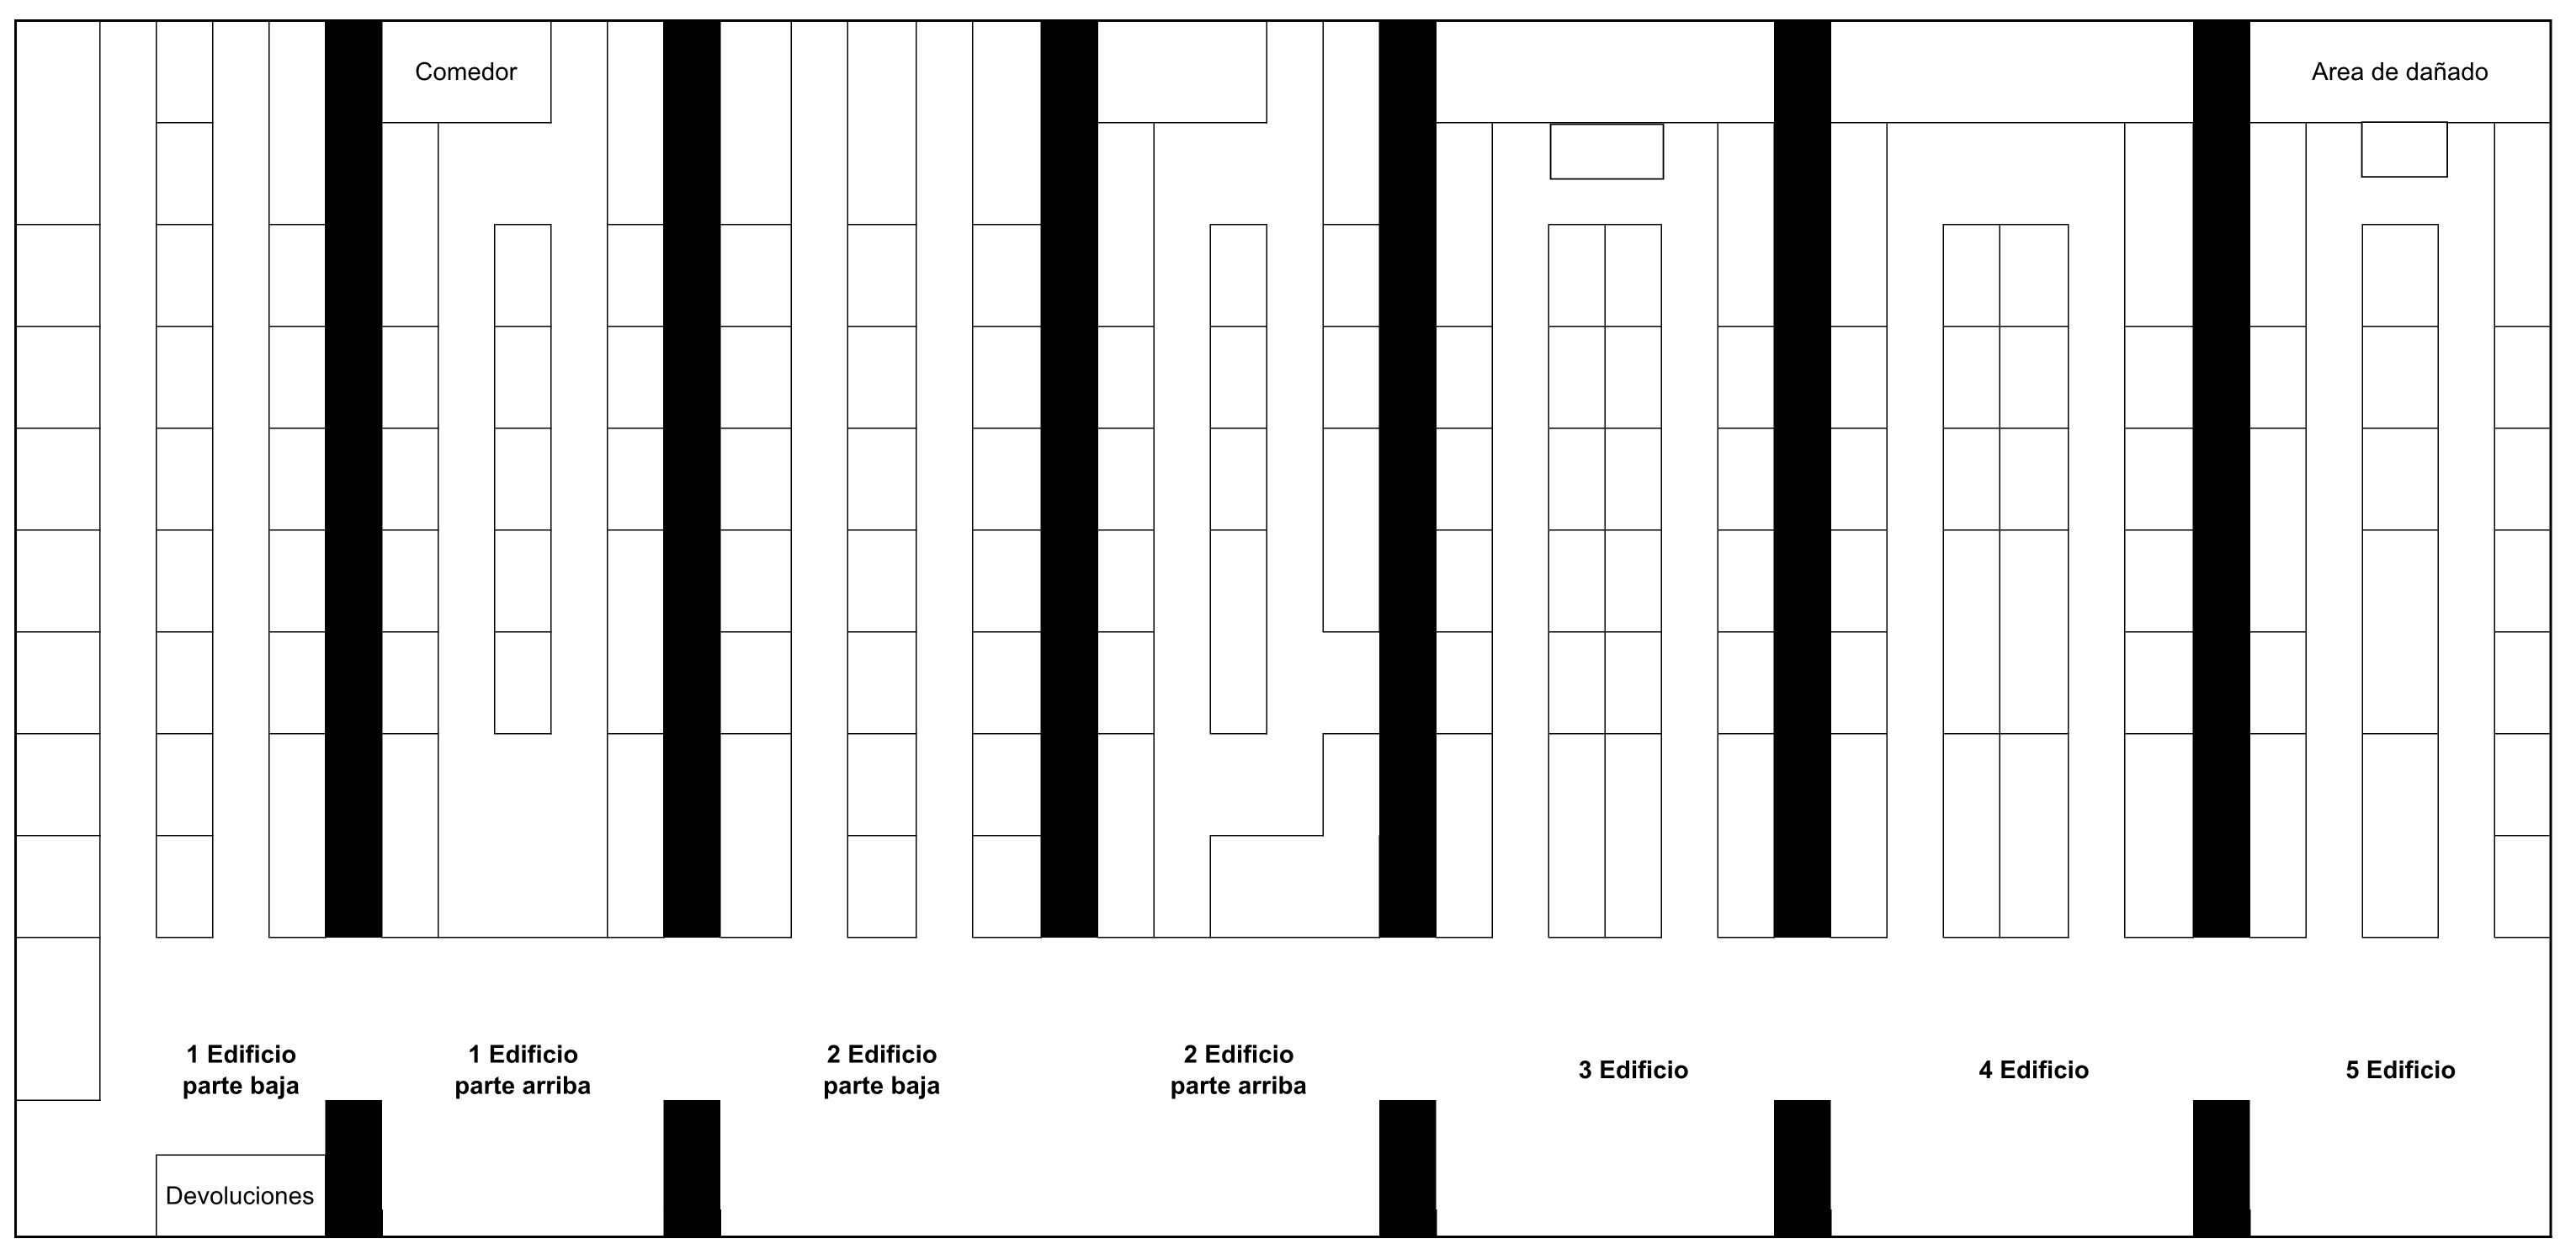 Comedor
Area de dañado
1 Edificio
parte baja
1 Edificio
parte arriba
2 Edificio
parte baja
2 Edificio
parte arriba
3 Edificio
4 Edificio
5 Edificio
Devoluciones